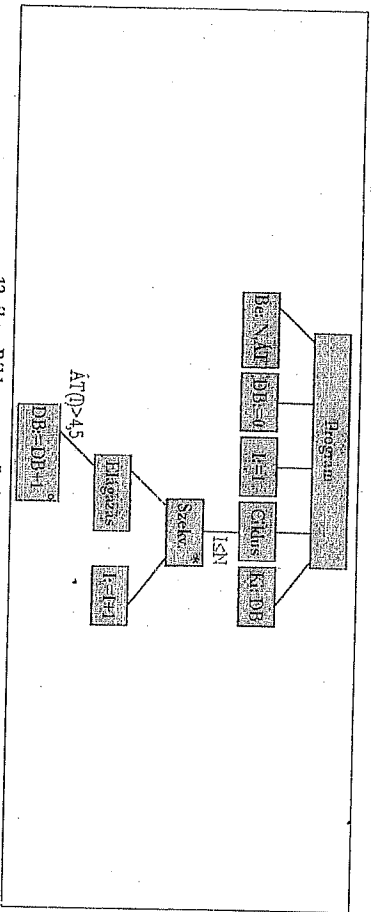 Program
Be: N, ÁT
DB:=0
I:=1
Ciklus
Ki: DB
I≤N
Szekv. *
Elágazás
I:=I+1
ÁT(I)>4,5
DB:=DB+1 °